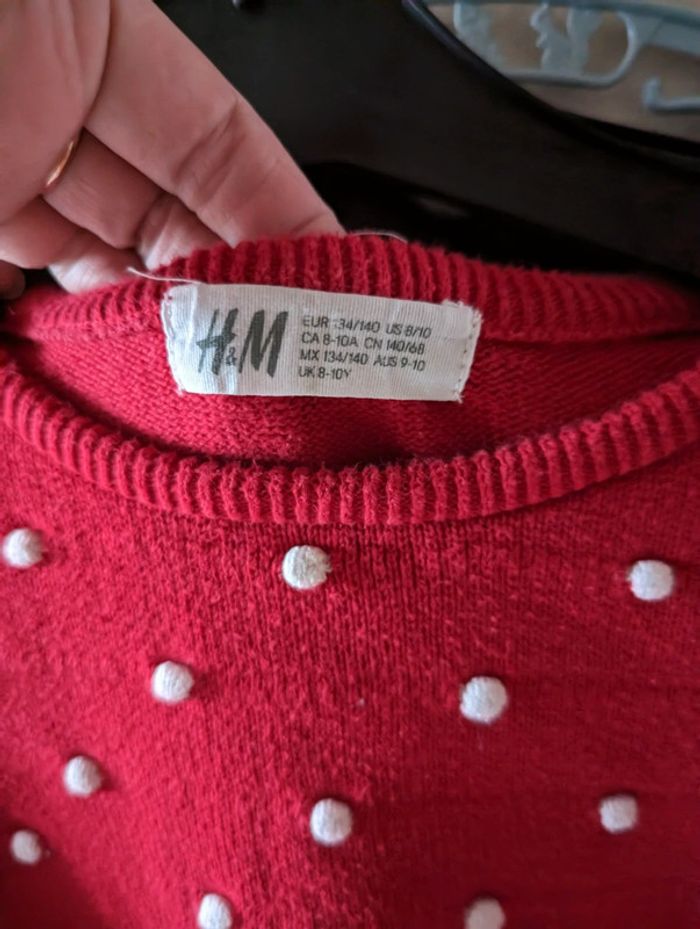 H&M
EUR 134/140 US 8/10
CA 8-10A CN 140/68
MX 134/140 AUS 9-10
UK 8-10Y